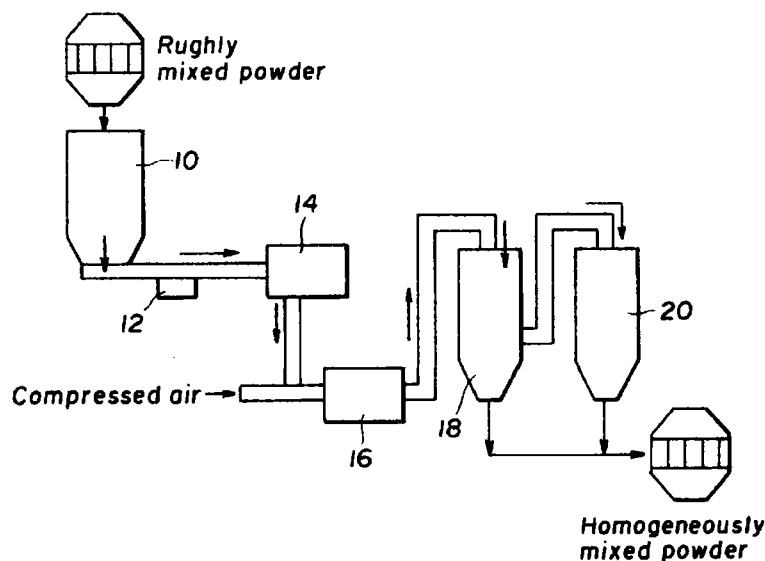 Rughly
mixed powder
10
14
12
20
Compressed air
18
16
Homogeneously
mixed powder